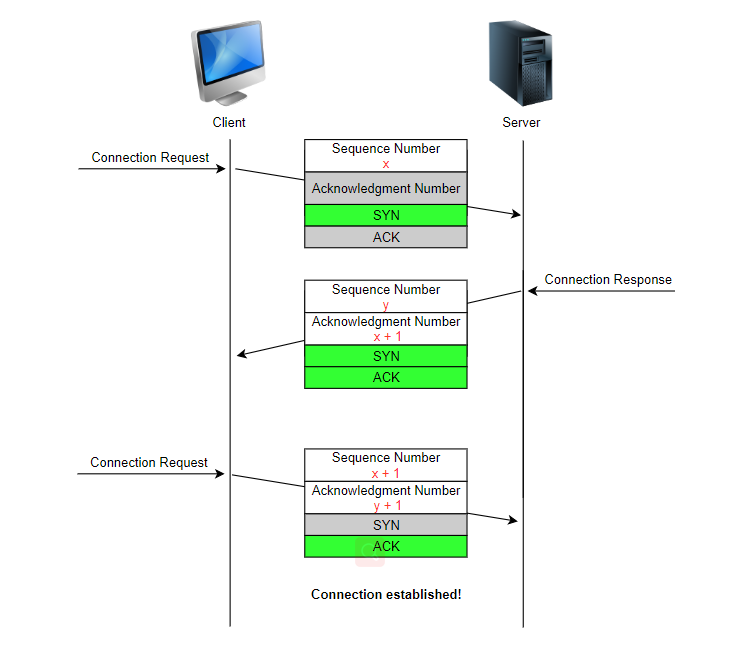 Client
Server
Connection Request
Sequence Number
x
Acknowledgment Number
SYN
ACK
Connection Response
Sequence Number
y
Acknowledgment Number
x + 1
SYN
ACK
Connection Request
Sequence Number
x + 1
Acknowledgment Number
y + 1
SYN
ACK
Connection established!